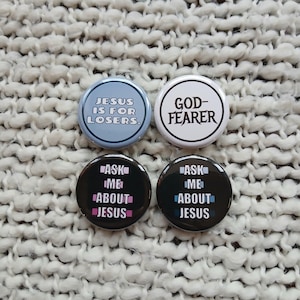 JESUS
IS FOR
LOSERS
GOD-
FEARER
ASK
ME
ABOUT
JESUS
ASK
ME
ABOUT
JESUS